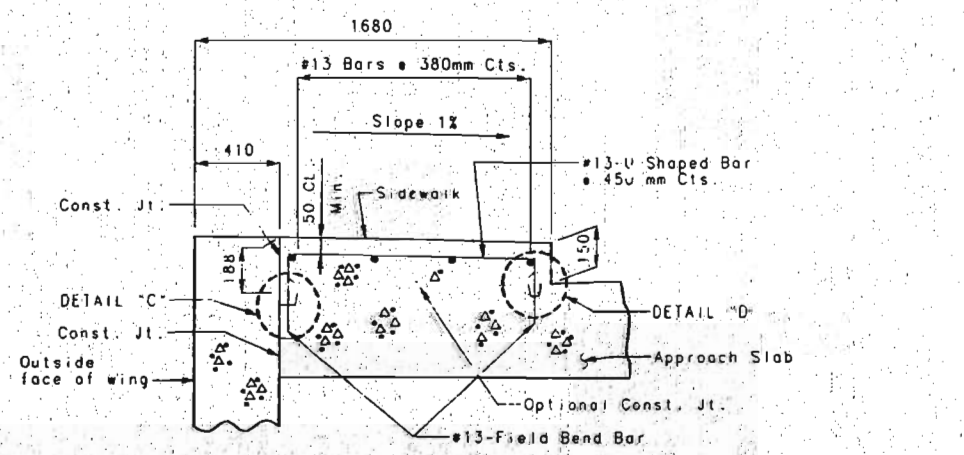 1680
#13 Bars @ 380mm Cts.
Slope 1%
410
50 CL.
Min.
#13-U Shaped Bar
@ 450 mm Cts.
Const. Jt.
Sidewalk
188
150
DETAIL "C"
DETAIL "D"
Const. Jt.
Outside
face of wing
Approach Slab
Optional Const. Jt.
#13-Field Bend Bar